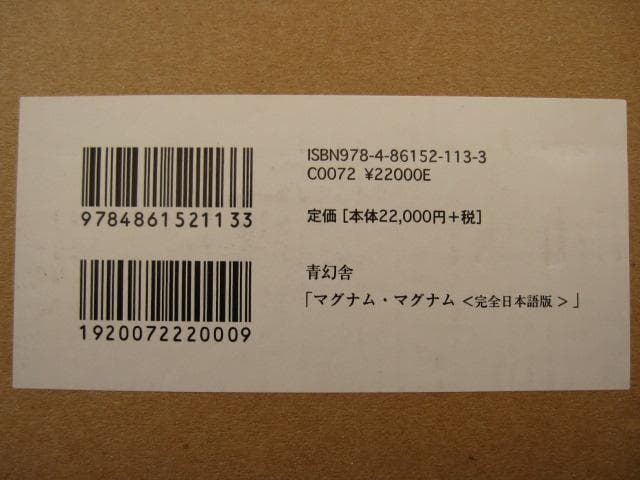 9784861521133
1920072220009
ISBN978-4-86152-113-3
C0072 ¥22000E
定価[本体22,000円+税]
青幻舎
「マグナム・マグナム<完全日本語版>」